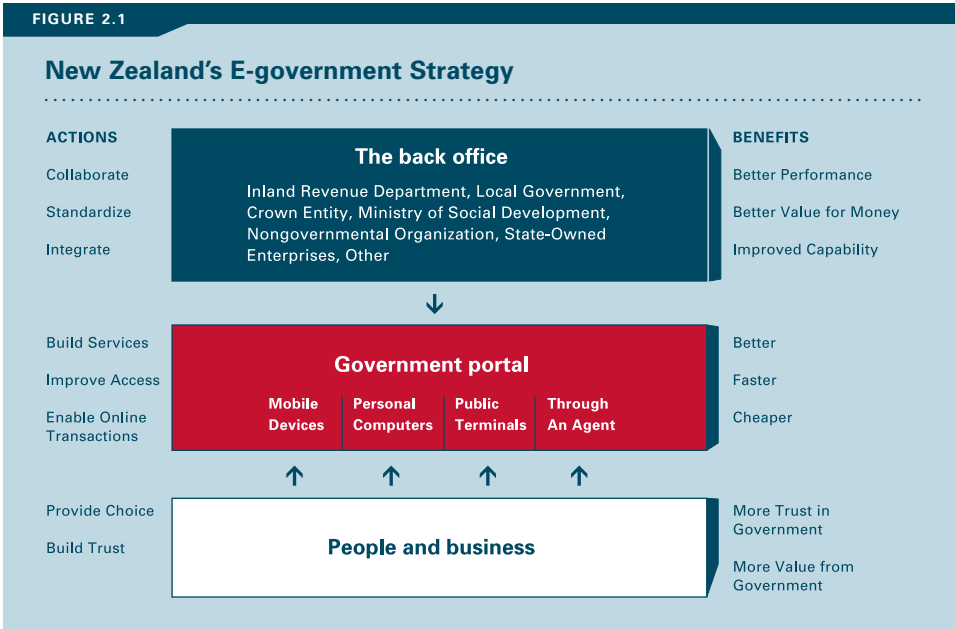 FIGURE 2.1
New Zealand's E-government Strategy
ACTIONS
Collaborate
Standardize
Integrate
The back office
Inland Revenue Department, Local Government,
Crown Entity, Ministry of Social Development,
Nongovernmental Organization, State-Owned
Enterprises, Other
BENEFITS
Better Performance
Better Value for Money
Improved Capability
Build Services
Improve Access
Enable Online
Transactions
Government portal
Mobile
Devices
Personal
Computers
Public
Terminals
Through
An Agent
Better
Faster
Cheaper
Provide Choice
Build Trust
People and business
More Trust in
Government
More Value from
Government